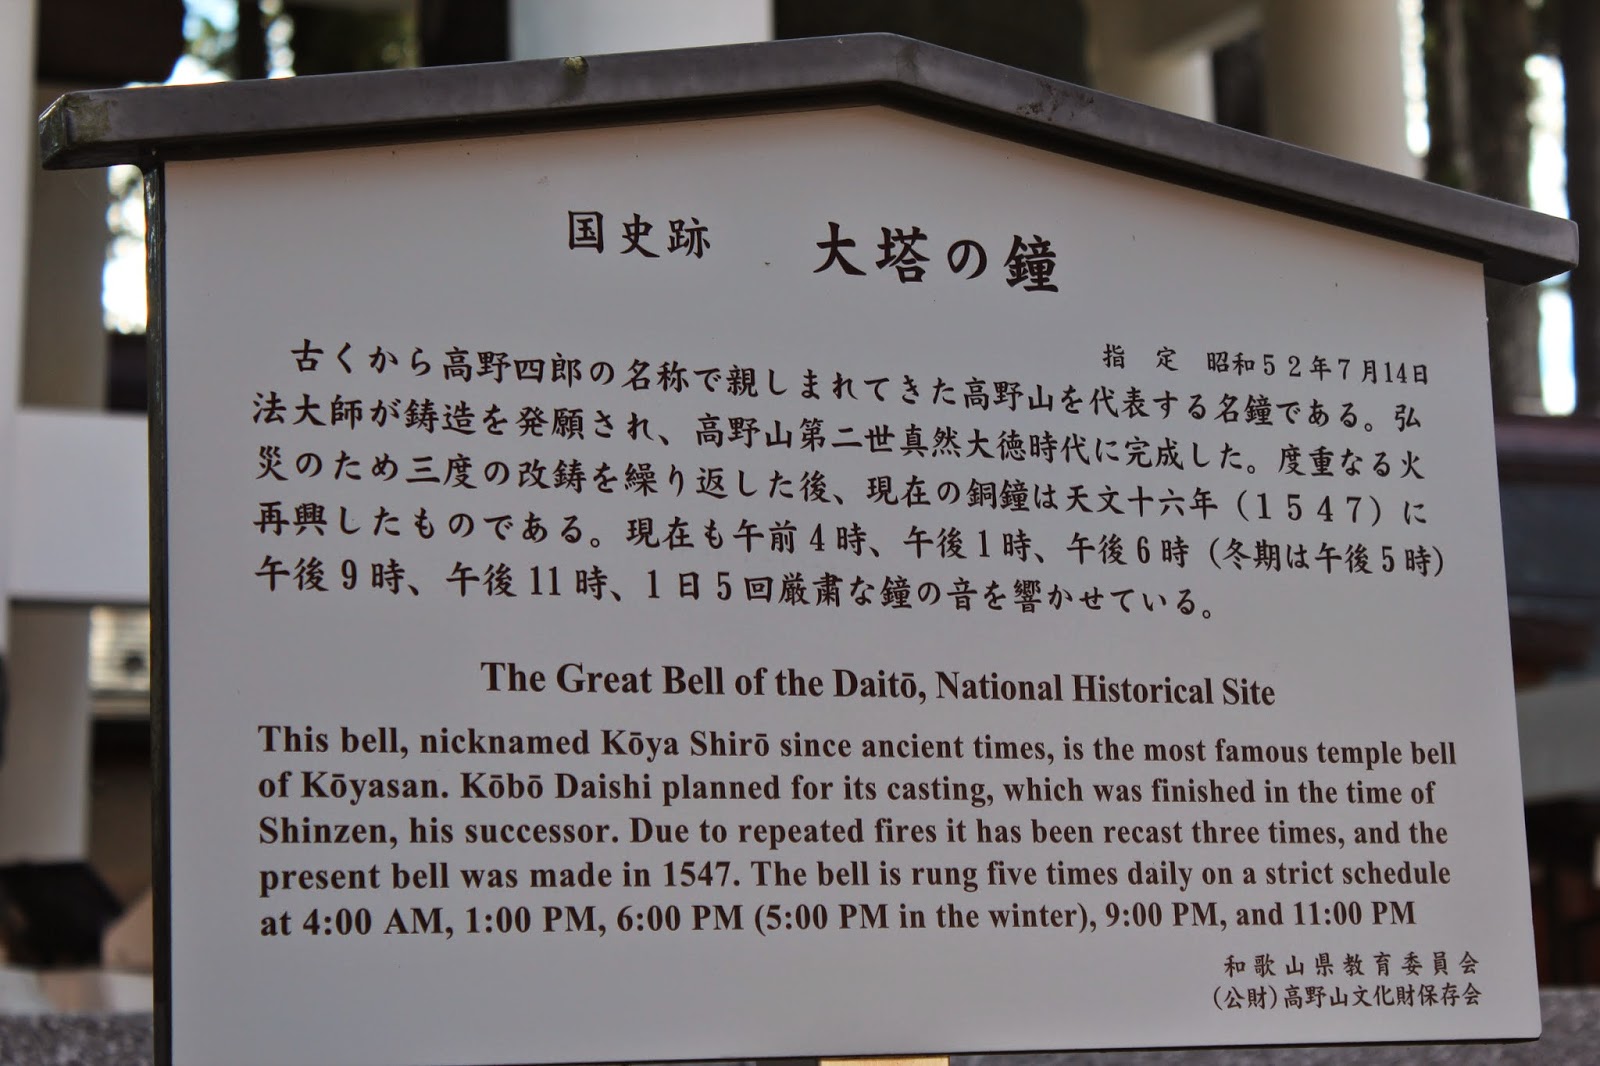 国史跡　大塔の鐘
指　定　昭和５２年７月14日
古くから高野四郎の名称で親しまれてきた高野山を代表する名鐘である。弘
法大師が鋳造を発願され、高野山第二世真然大徳時代に完成した。度重なる火
災のため三度の改鋳を繰り返した後、現在の銅鐘は天文十六年（１５４７）に
再興したものである。現在も午前４時、午後１時、午後６時（冬期は午後５時）
午後９時、午後11時、１日５回厳粛な鐘の音を響かせている。
The Great Bell of the Daitō, National Historical Site
This bell, nicknamed Kōya Shirō since ancient times, is the most famous temple bell
of Kōyasan. Kōbō Daishi planned for its casting, which was finished in the time of
Shinzen, his successor. Due to repeated fires it has been recast three times, and the
present bell was made in 1547. The bell is rung five times daily on a strict schedule
at 4:00 AM, 1:00 PM, 6:00 PM (5:00 PM in the winter), 9:00 PM, and 11:00 PM
和歌山県教育委員会
（公財）高野山文化財保存会